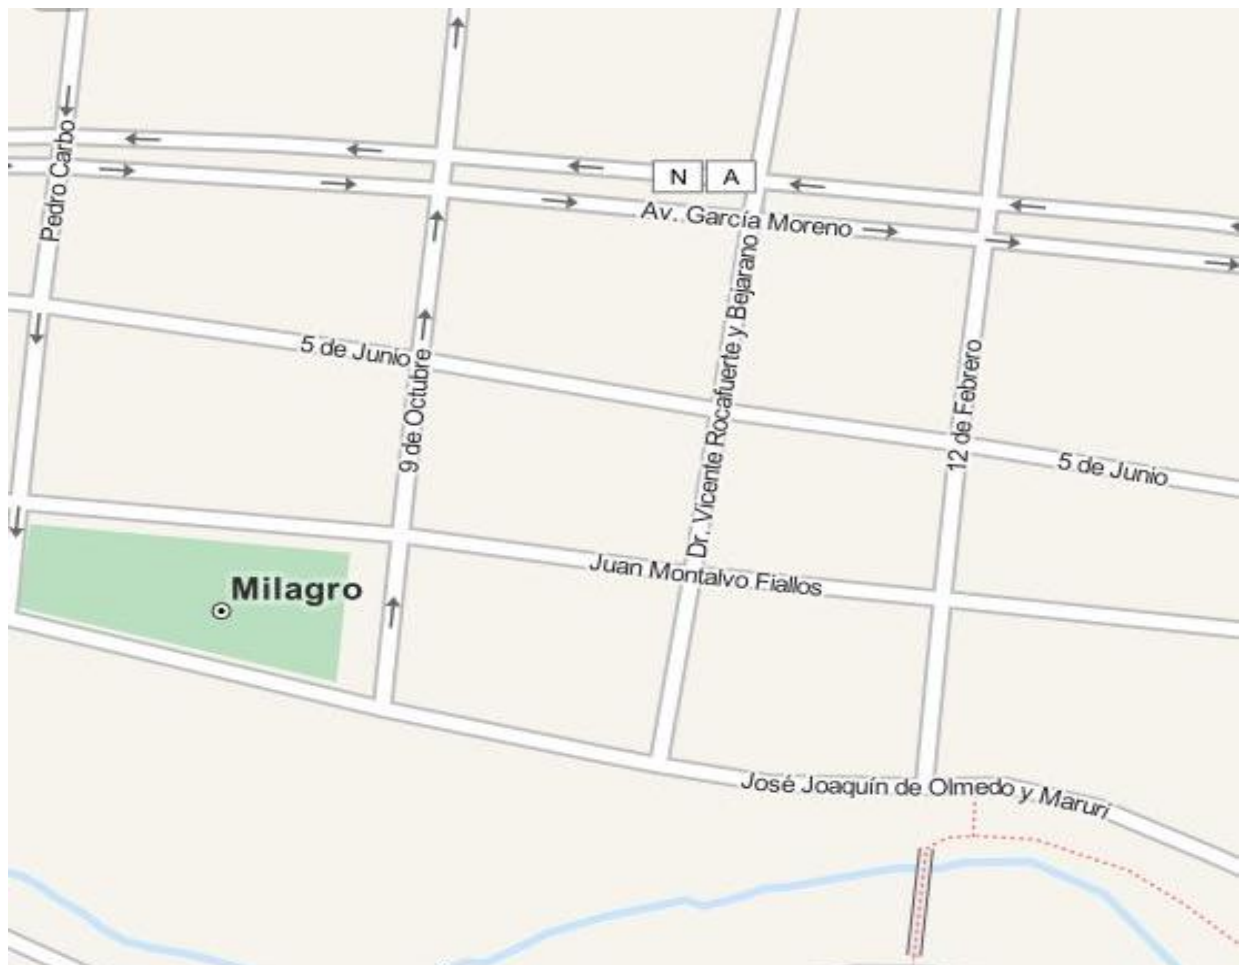 N A
Av. García Moreno
Pedro Carbo
5 de Junio
9 de Octubre
Dr. Vicente Rocafuerte y Bejarano
12 de Febrero
5 de Junio
Juan Montalvo Fiallos
Milagro
José Joaquín de Olmedo y Maruri